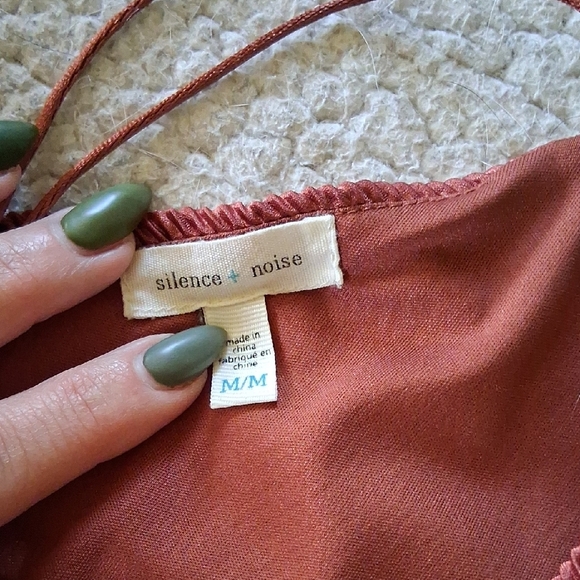 silence + noise
made in
china
fabriqué en
chine
M/M